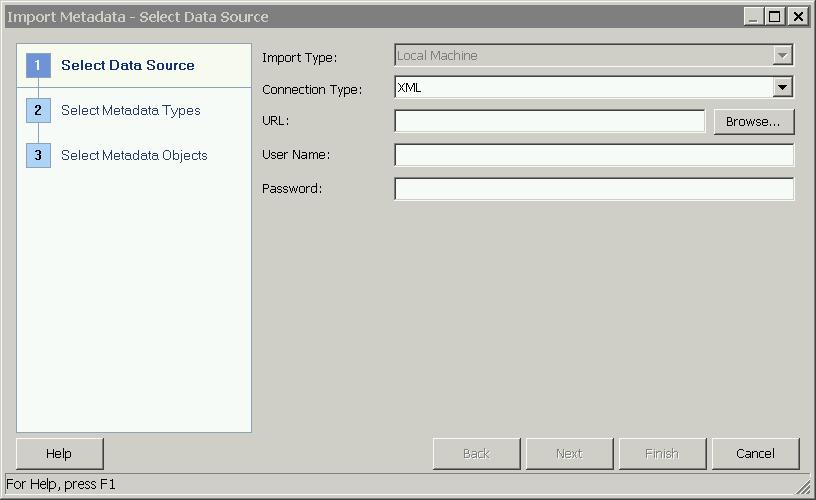 Import Metadata - Select Data Source
1 Select Data Source
2 Select Metadata Types
3 Select Metadata Objects
Import Type: Local Machine
Connection Type: XML
URL: Browse...
User Name:
Password:
Help Back Next Finish Cancel
For Help, press F1